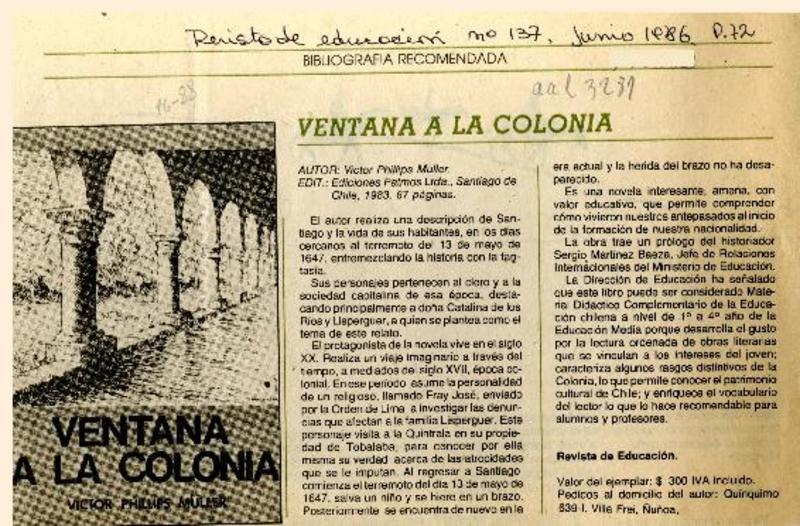 Revista de educación no 137, Junio 1986 P.72
BIBLIOGRAFIA RECOMENDADA
aal 3237
16-88
VENTANA A LA COLONIA
VENTANA
A LA COLONIA
VICTOR PHILLIPS MULLER
AUTOR: Victor Phillips Muller.
EDIT.: Ediciones Patmos Ltda., Santiago de
Chile, 1983. 67 páginas.
El autor realiza una descripción de San-
tiago y la vida de sus habitantes, en los días
cercanos al terremoto del 13 de mayo de
1647, entremezclando la historia con la fan-
tasía.
Sus personajes pertenecen al clero y a la
sociedad capitalina de esa época, desta-
cando principalmente a doña Catalina de los
Ríos y Lisperguer, a quien se plantea como el
tema de este relato.
El protagonista de la novela vive en el siglo
XX. Realiza un viaje imaginario a través del
tiempo, a mediados del siglo XVII, época co-
lonial. En ese período asume la personalidad
de un religioso, llamado Fray José, enviado
por la Orden de Lima a investigar las denun-
cias que afectan a la familia Lisperguer. Este
personaje visita a la Quintrala en su propie-
dad de Tobalaba, para conocer por ella
misma su verdad acerca de las atrocidades
que se le imputan. Al regresar a Santiago
comienza el terremoto del día 13 de mayo de
1647, salva un niño y se hiere en un brazo.
Posteriormente se encuentra de nuevo en la
era actual y la herida del brazo no ha desa-
parecido.
Es una novela interesante, amena, con
valor educativo, que permite comprender
cómo vivieron nuestros antepasados al inicio
de la formación de nuestra nacionalidad.
La obra trae un prólogo del historiador
Sergio Martínez Baeza, Jefe de Relaciones
Internacionales del Ministerio de Educación.
La Dirección de Educación ha señalado
que este libro puede ser considerado Mate-
rial Didáctico Complementario de la Educa-
ción chilena a nivel de 1º a 4º año de la
Educación Media porque desarrolla el gusto
por la lectura ordenada de obras literarias
que se vinculan a los intereses del joven;
caracteriza algunos rasgos distintivos de la
Colonia, lo que permite conocer el patrimonio
cultural de Chile; y enriquece el vocabulario
del lector lo que lo hace recomendable para
alumnos y profesores.
Revista de Educación.
Valor del ejemplar: $ 300 IVA incluido.
Pedidos al domicilio del autor: Quirquimo
639 I. Villa Frei, Ñuñoa,